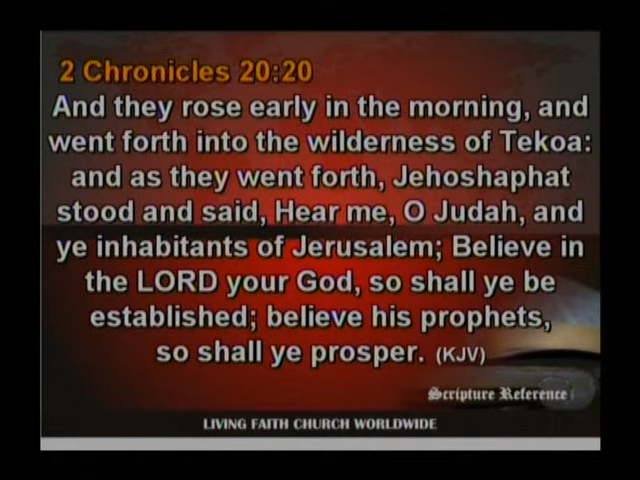 2 Chronicles 20:20
And they rose early in the morning, and
went forth into the wilderness of Tekoa:
and as they went forth, Jehoshaphat
stood and said, Hear me, O Judah, and
ye inhabitants of Jerusalem; Believe in
the LORD your God, so shall ye be
established; believe his prophets,
so shall ye prosper. (KJV)
Scripture Reference
LIVING FAITH CHURCH WORLDWIDE